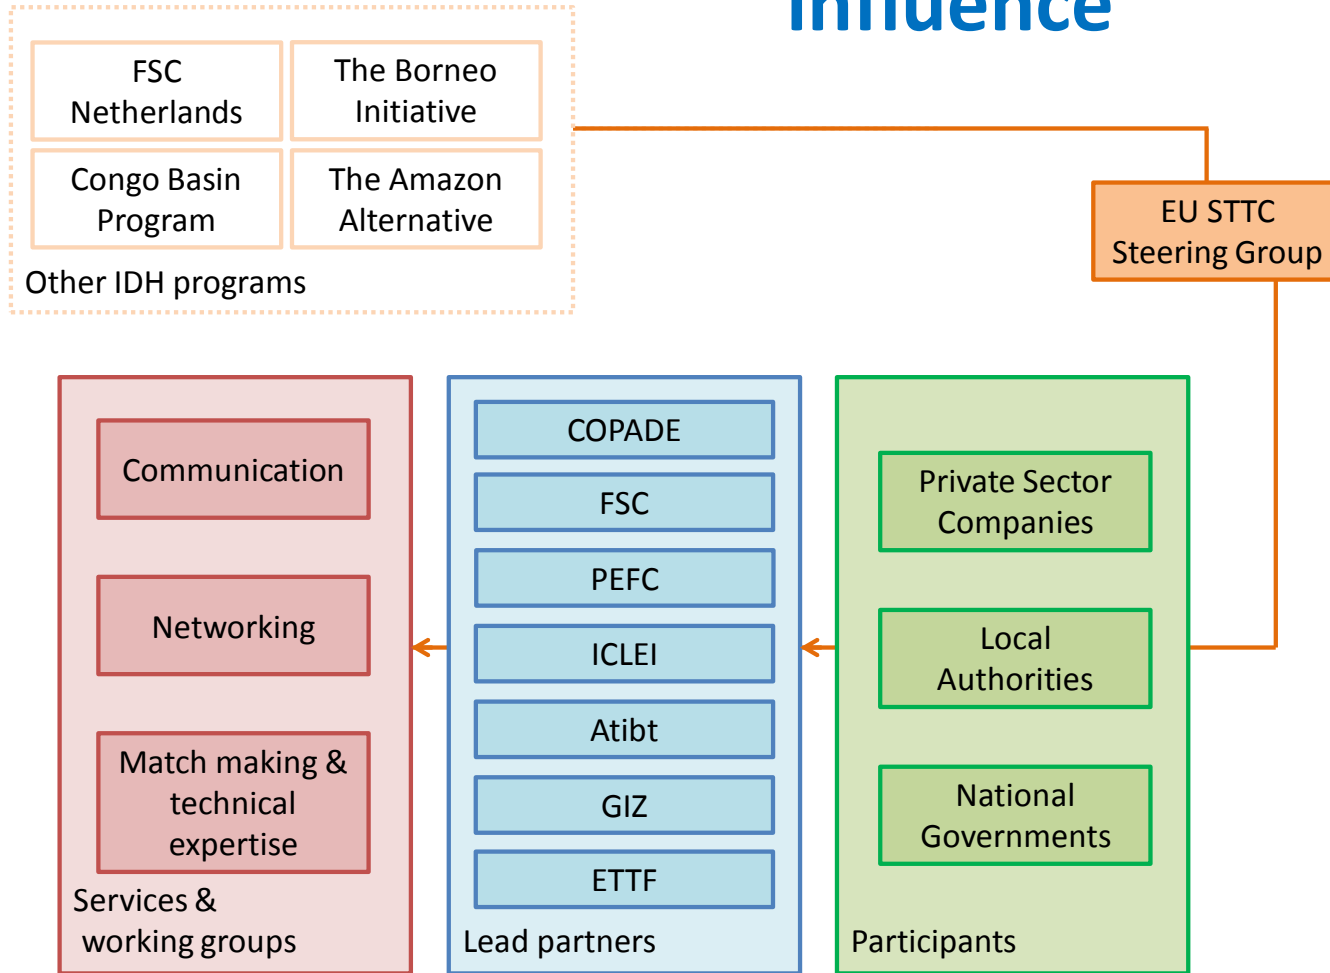 Influence
FSC
Netherlands
The Borneo
Initiative
Congo Basin
Program
The Amazon
Alternative
Other IDH programs
EU STTC
Steering Group
Communication
Networking
Match making &
technical
expertise
Services &
working groups
COPADE
FSC
PEFC
ICLEI
Atibt
GIZ
ETTF
Lead partners
Private Sector
Companies
Local
Authorities
National
Governments
Participants